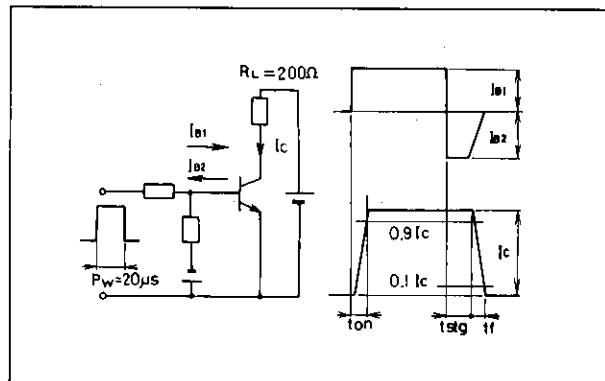 RL=200Ω
IB1
IB2
IC
Pw≈20μs
IB1
IB2
0.9 Ic
0.1 Ic
Ic
ton
tstg
tf